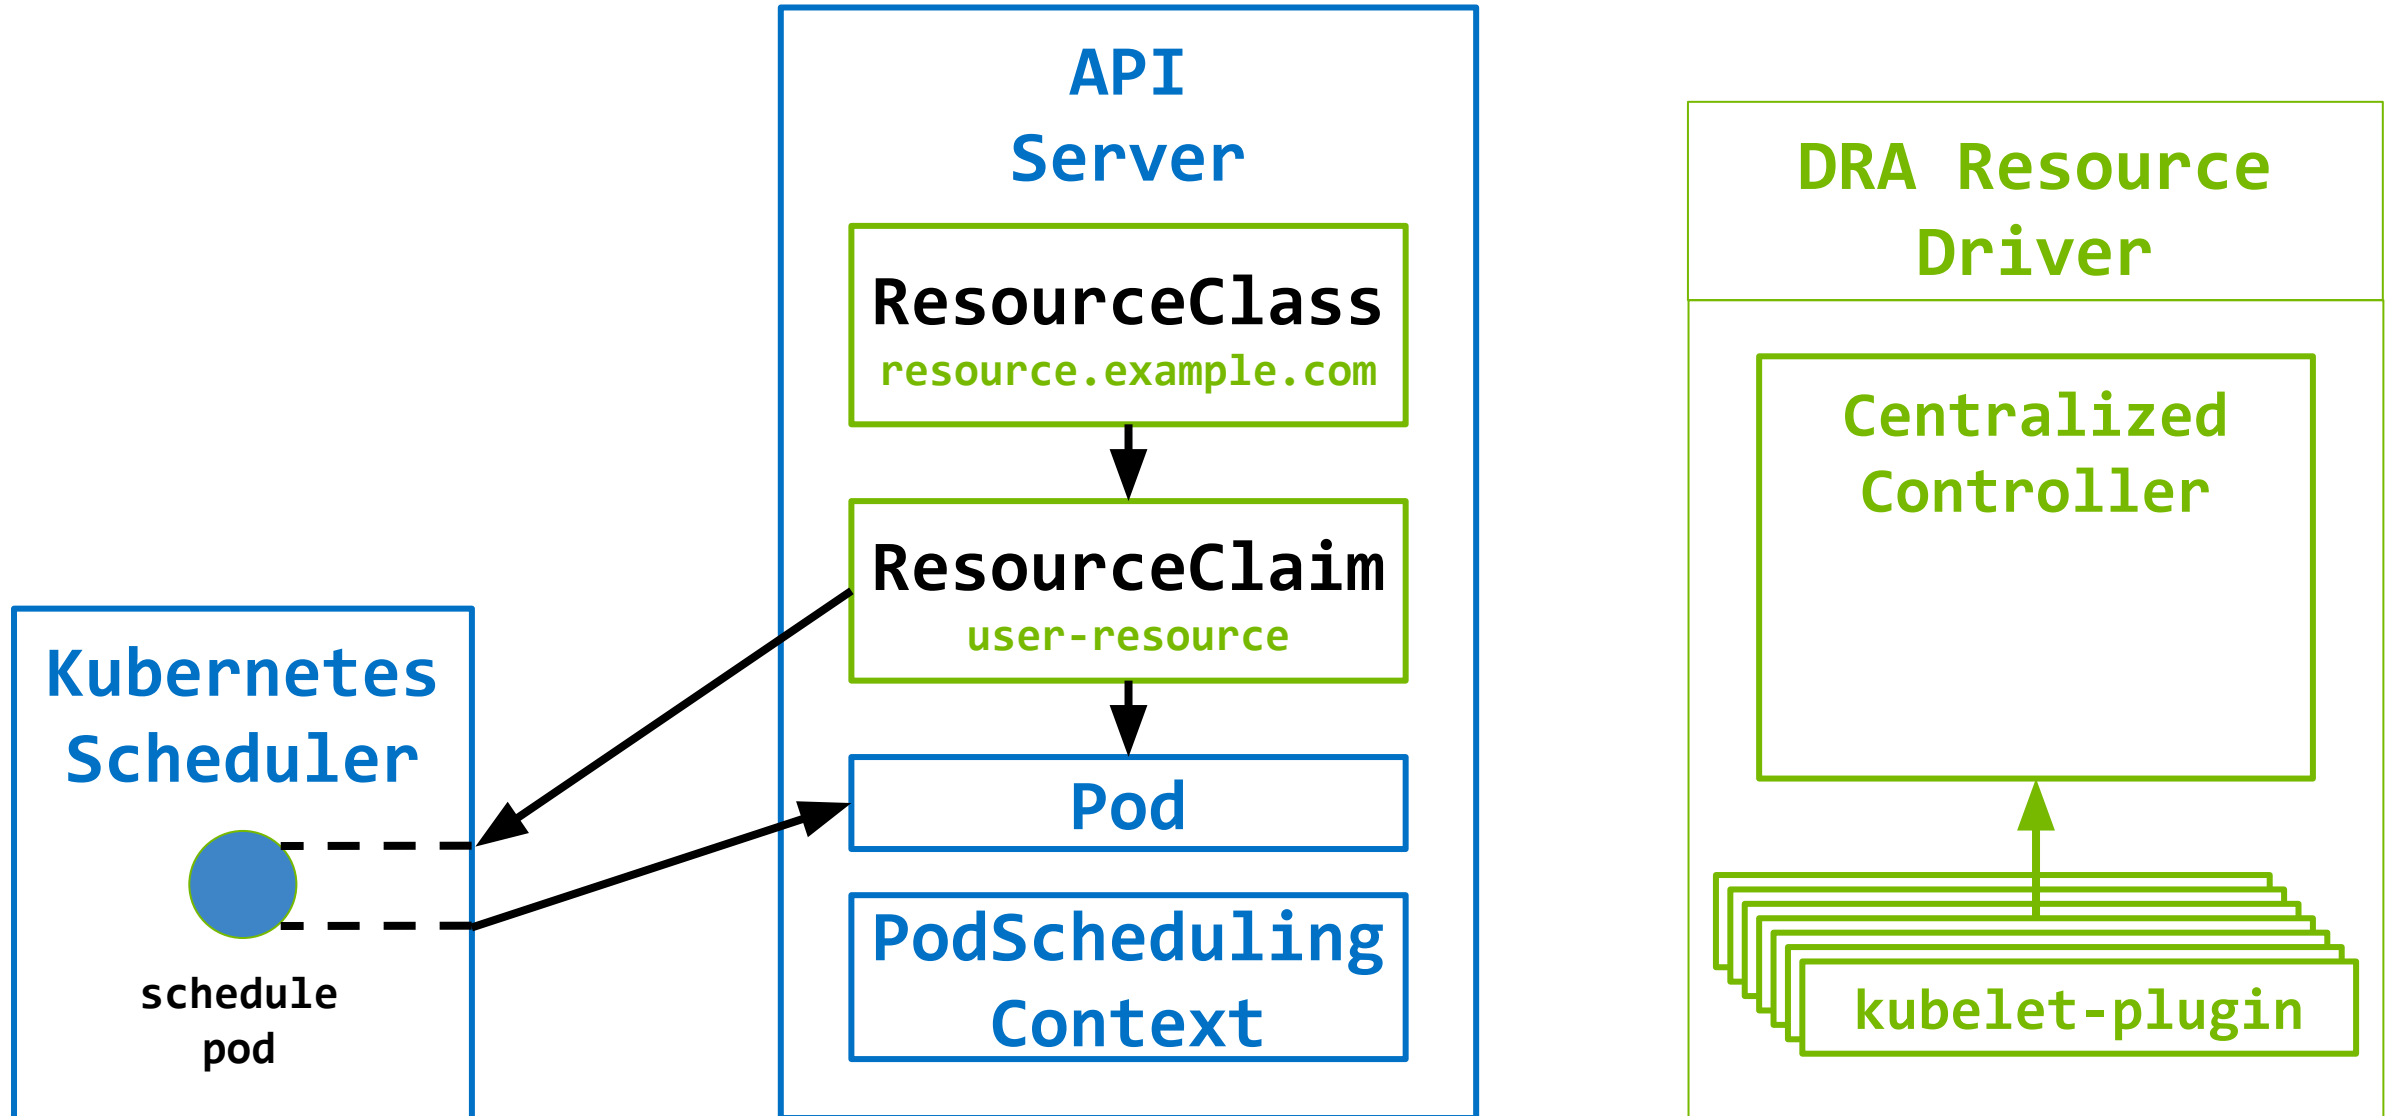 API
Server
ResourceClass
resource.example.com
ResourceClaim
user-resource
Pod
PodScheduling
Context
Kubernetes
Scheduler
schedule
pod
DRA Resource
Driver
Centralized
Controller
kubelet-plugin